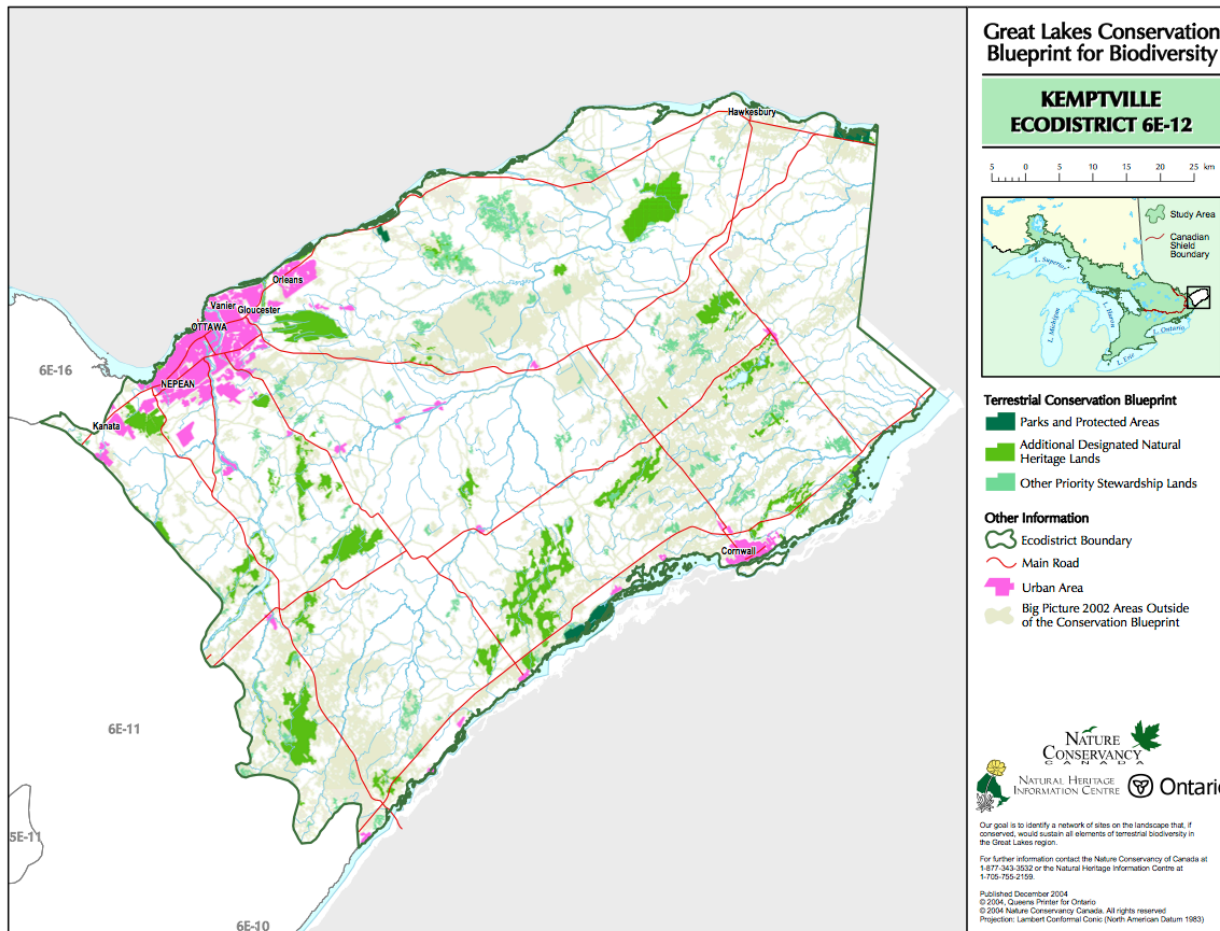 Great Lakes Conservation
Blueprint for Biodiversity
KEMPTVILLE
ECODISTRICT 6E-12
5 0 5 10 15 20 25 km
Study Area
Canadian
Shield
Boundary
L. Superior
L. Michigan
Huron
L. Ontario
L. Erie
Terrestrial Conservation Blueprint
Parks and Protected Areas
Additional Designated Natural
Heritage Lands
Other Priority Stewardship Lands
Other Information
Ecodistrict Boundary
Main Road
Urban Area
Big Picture 2002 Areas Outside
of the Conservation Blueprint
NATURE
CONSERVANCY
CANADA
NATURAL HERITAGE
INFORMATION CENTRE
Ontario
Our goal is to identify a network of sites on the landscape that, if
conserved, would sustain all elements of terrestrial biodiversity in
the Great Lakes region.
For further information contact the Nature Conservancy of Canada at
1-877-343-3532 or the Natural Heritage Information Centre at
1-705-755-2159.
Published December 2004
© 2004, Queens Printer for Ontario
© 2004 Nature Conservancy Canada. All rights reserved
Projection: Lambert Conformal Conic (North American Datum 1983)
Hawkesbury
Orleans
Vanier
Gloucester
OTTAWA
6E-16
NEPEAN
Kanata
Cornwall
6E-11
5E-11
6E-10